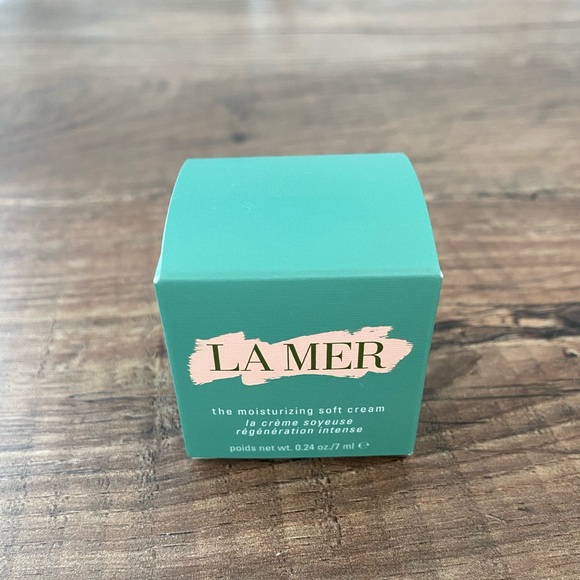 LA MER
the moisturizing soft cream
la crème soyeuse
régénération intense
poids net wt. 0.24 oz./7 ml ℮